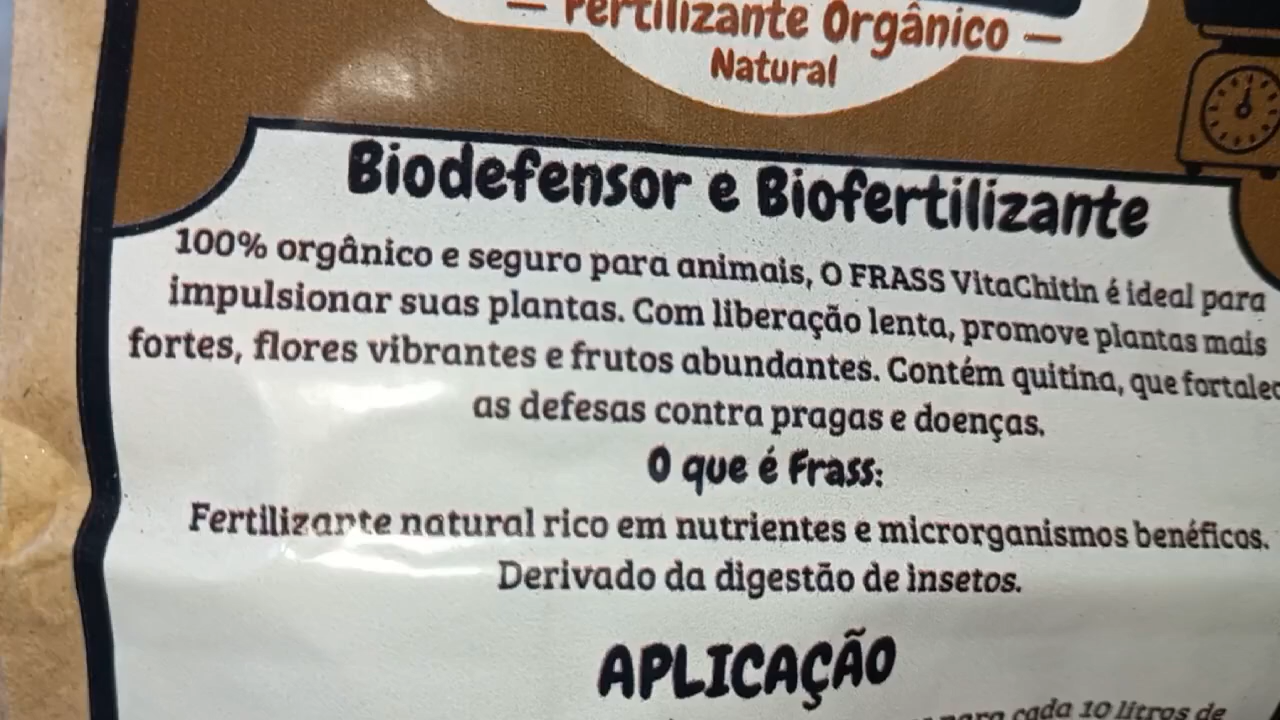 — Fertilizante Orgânico —
Natural
Biodefensor e Biofertilizante
100% orgânico e seguro para animais, O FRASS VitaChitin é ideal para
impulsionar suas plantas. Com liberação lenta, promove plantas mais
fortes, flores vibrantes e frutos abundantes. Contém quitina, que fortalec
as defesas contra pragas e doenças.
O que é Frass:
Fertilizante natural rico em nutrientes e microrganismos benéficos.
Derivado da digestão de insetos.
APLICAÇÃO
para cada 10 litros de